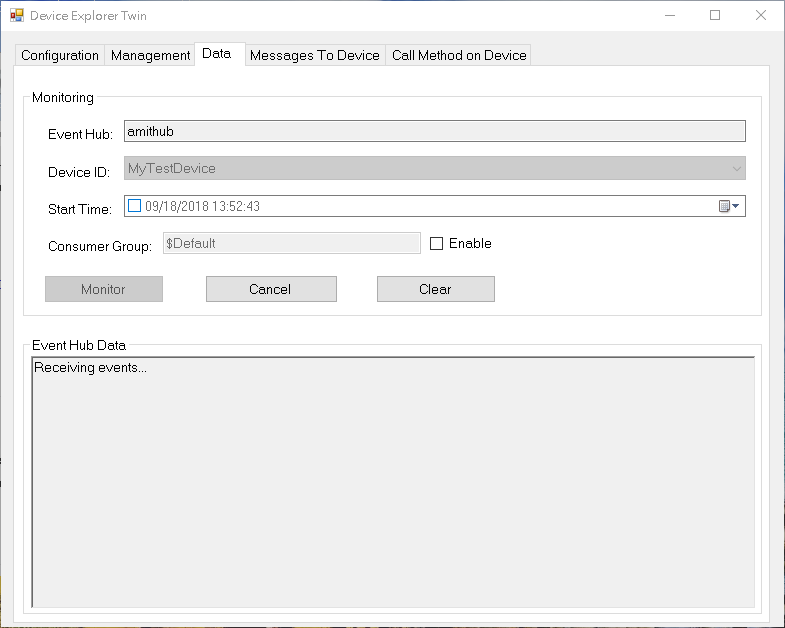 Device Explorer Twin
Configuration Management Data Messages To Device Call Method on Device
Monitoring
Event Hub: amithub
Device ID: MyTestDevice
Start Time: 09/18/2018 13:52:43
Consumer Group: $Default Enable
Monitor Cancel Clear
Event Hub Data
Receiving events...